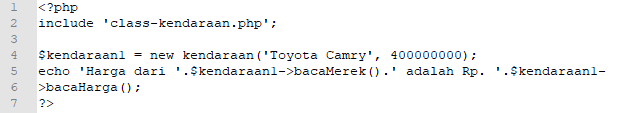 1 <?php
2 include 'class-kendaraan.php';
3
4 $kendaraan1 = new kendaraan('Toyota Camry', 400000000);
5 echo 'Harga dari '.$kendaraan1->bacaMerek().' adalah Rp. '.$kendaraan1-
6 >bacaHarga();
7 ?>